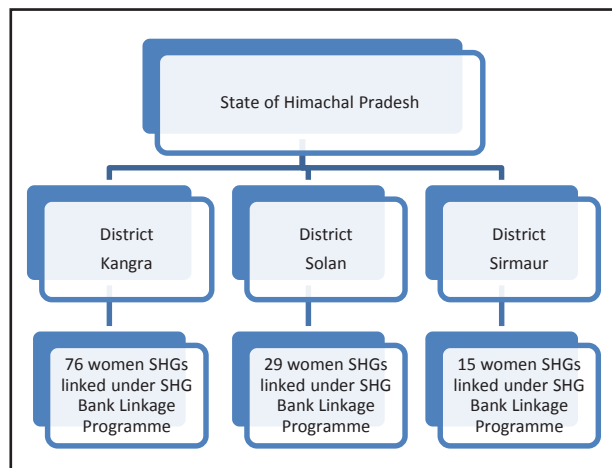 State of Himachal Pradesh
District
Kangra
District
Solan
District
Sirmaur
76 women SHGs
linked under SHG
Bank Linkage
Programme
29 women SHGs
linked under SHG
Bank Linkage
Programme
15 women SHGs
linked under SHG
Bank Linkage
Programme